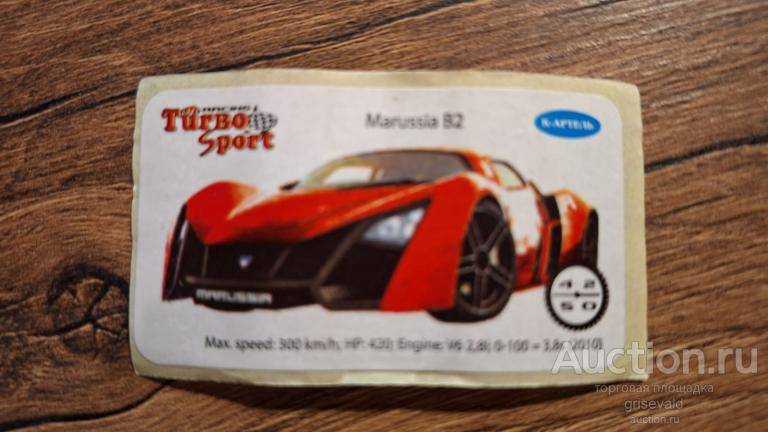 RACING
Turbo
Sport
Marussia B2
К-АРТЕЛЬ
MARUSSIA
4 2
5 0
Max. speed: 300 km/h, HP: 420; Engine: V6 2,8l; 0-100 = 3,8s (2010)
Auction.ru
торговая площадка
grisevald
auction.ru